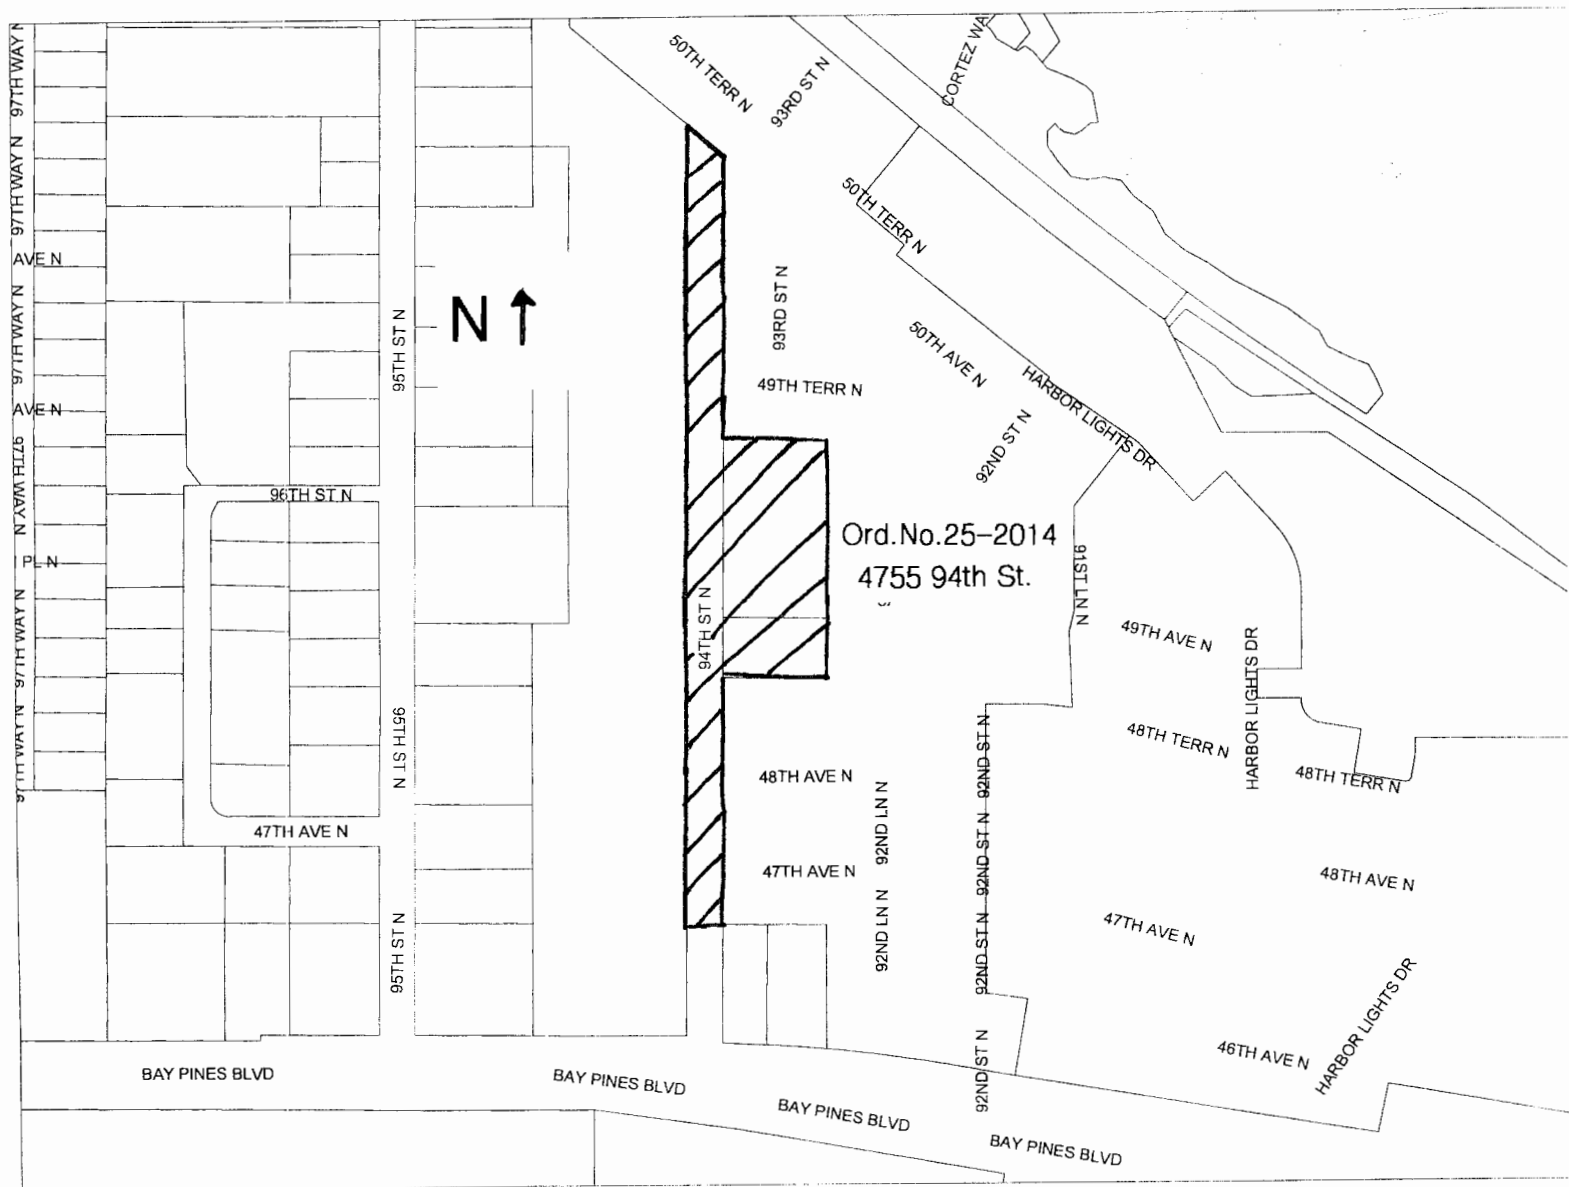 97TH WAY N
97TH WAY N
AVE N
97TH WAY N
AVE N
97TH WAY N
PL N
97TH WAY N
97TH WAY N
50TH TERR N
93RD ST N
CORTEZ WA
50TH TERR N
93RD ST N
N
95TH ST N
50TH AVE N
49TH TERR N
HARBOR LIGHTS DR
92ND ST N
96TH ST N
Ord.No.25-2014
4755 94th St.
91ST LN N
94TH ST N
49TH AVE N
HARBOR LIGHTS DR
95TH ST N
92ND ST N
48TH TERR N
48TH TERR N
48TH AVE N
92ND LN N
47TH AVE N
92ND ST N
47TH AVE N
48TH AVE N
92ND LN N
95TH ST N
92ND ST N
47TH AVE N
HARBOR LIGHTS DR
46TH AVE N
92ND ST N
BAY PINES BLVD
BAY PINES BLVD
BAY PINES BLVD
BAY PINES BLVD